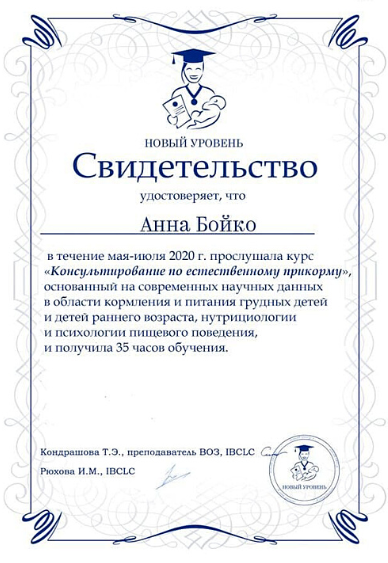 НОВЫЙ УРОВЕНЬ
Свидетельство
удостоверяет, что
Анна Бойко
в течение мая-июля 2020 г. прослушала курс
«Консультирование по естественному прикорму»,
основанный на современных научных данных
в области кормления и питания грудных детей
и детей раннего возраста, нутрициологии
и психологии пищевого поведения,
и получила 35 часов обучения.
Кондрашова Т.Э., преподаватель ВОЗ, IBCLC
Рюхова И.М., IBCLC
НОВЫЙ УРОВЕНЬ